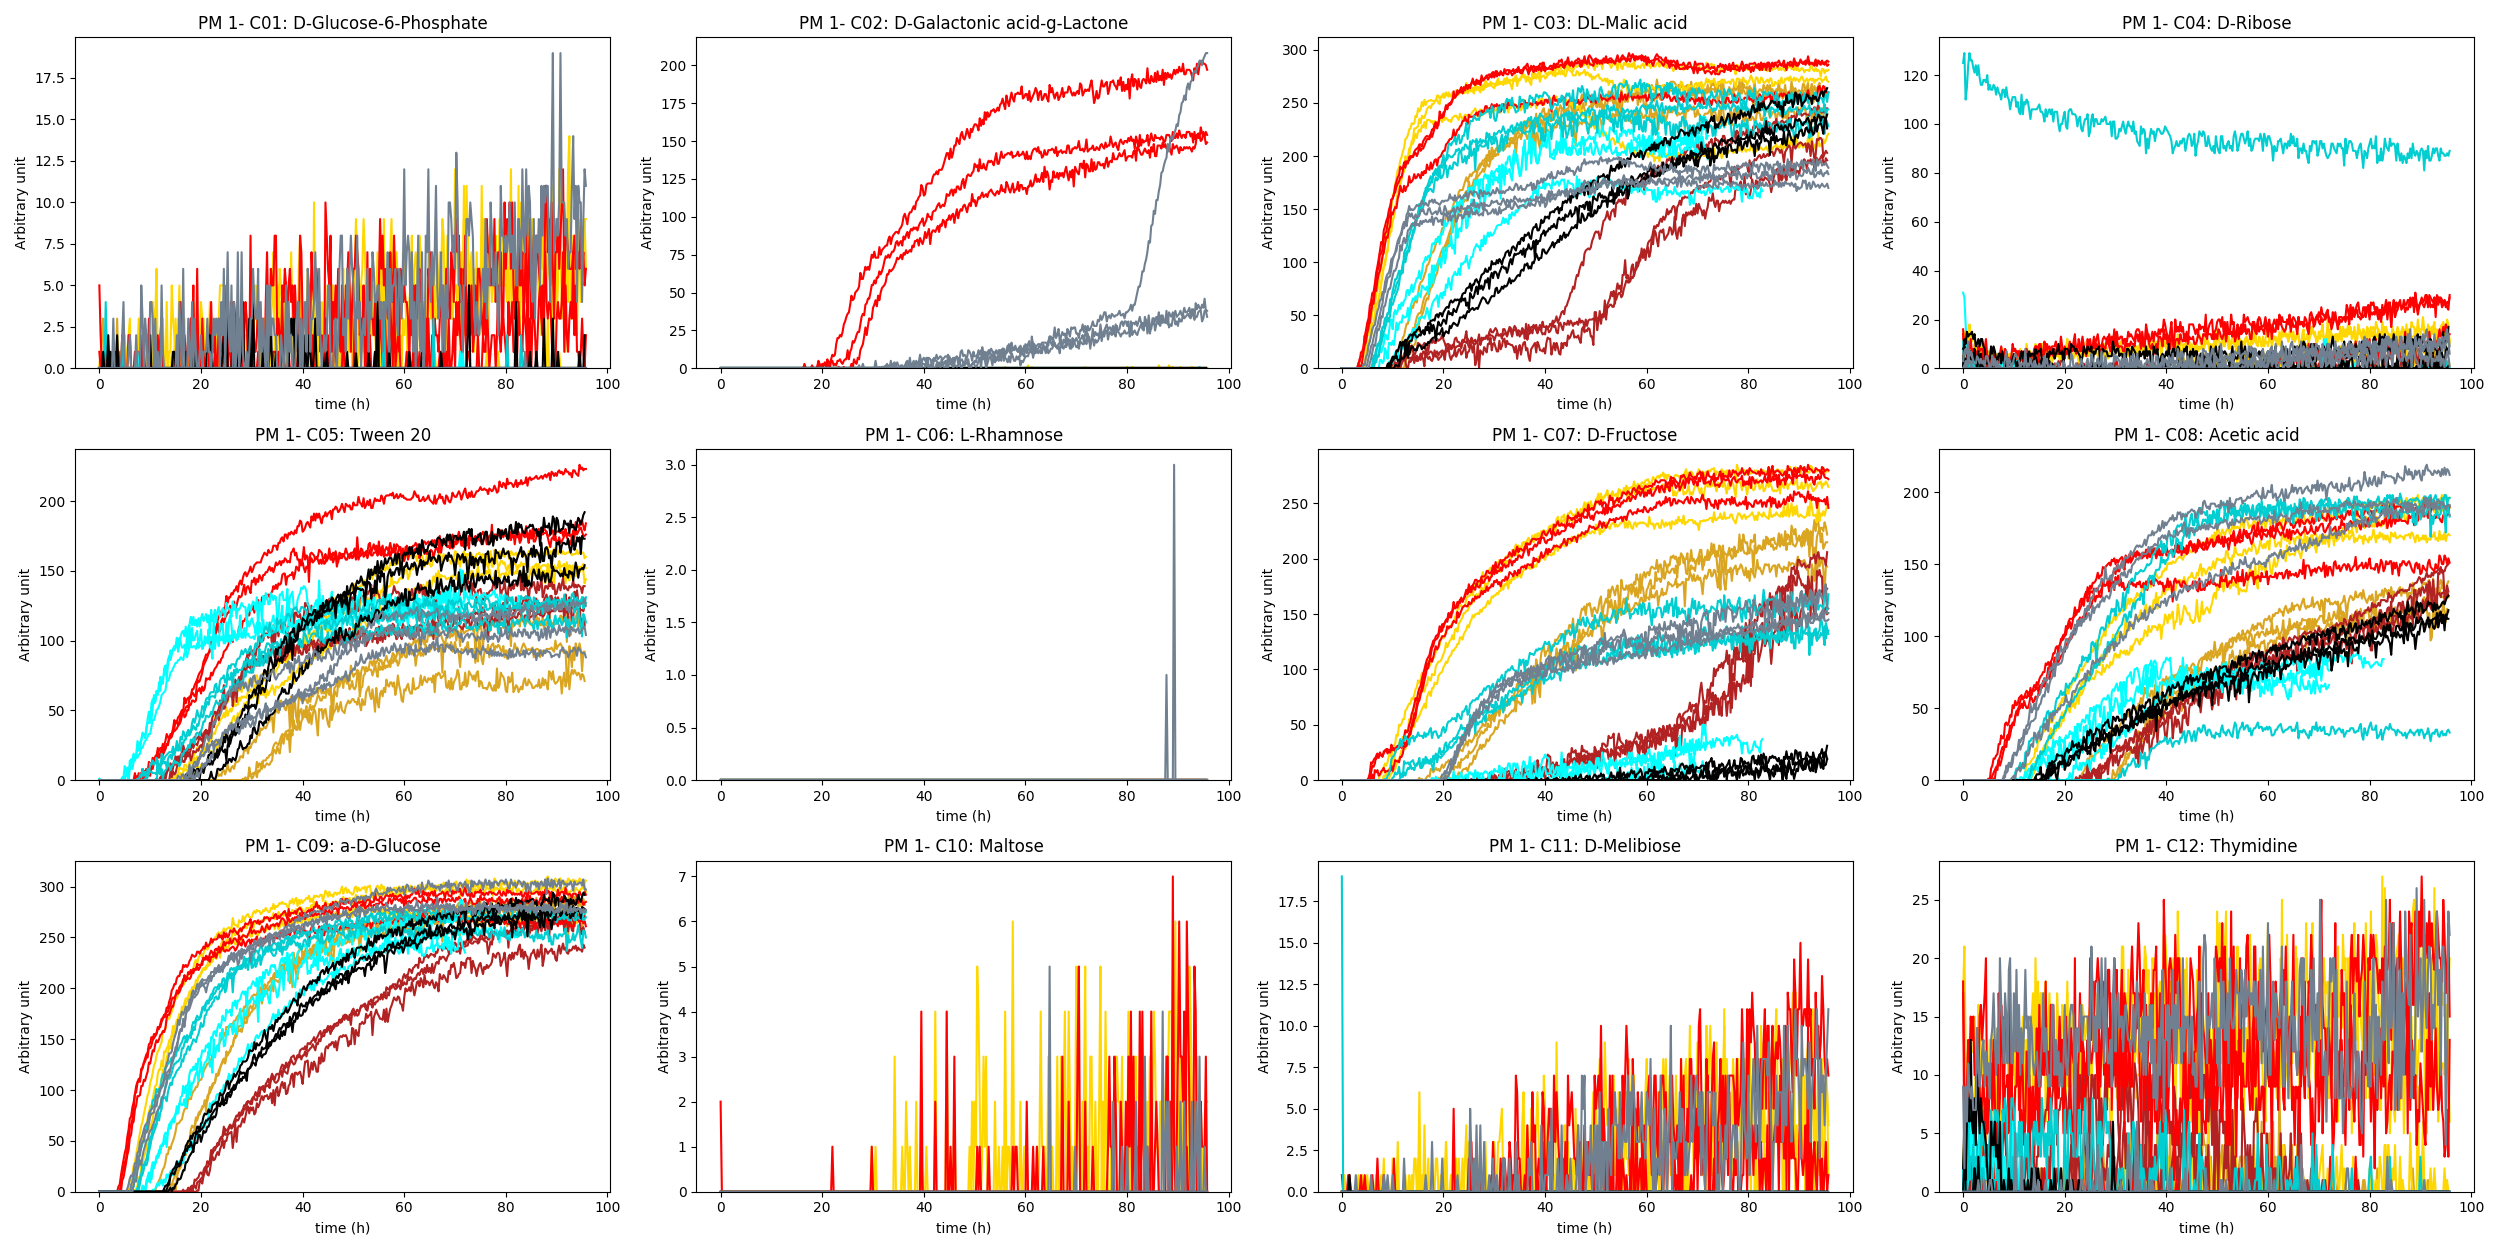 PM 1- C01: D-Glucose-6-Phosphate
Arbitrary unit
17.5
15.0
12.5
10.0
7.5
5.0
2.5
0.0
0 20 40 60 80 100
time (h)
PM 1- C02: D-Galactonic acid-g-Lactone
Arbitrary unit
200
175
150
125
100
75
50
25
0
0 20 40 60 80 100
time (h)
PM 1- C03: DL-Malic acid
Arbitrary unit
300
250
200
150
100
50
0
0 20 40 60 80 100
time (h)
PM 1- C04: D-Ribose
Arbitrary unit
120
100
80
60
40
20
0
0 20 40 60 80 100
time (h)
PM 1- C05: Tween 20
Arbitrary unit
200
150
100
50
0
0 20 40 60 80 100
time (h)
PM 1- C06: L-Rhamnose
Arbitrary unit
3.0
2.5
2.0
1.5
1.0
0.5
0.0
0 20 40 60 80 100
time (h)
PM 1- C07: D-Fructose
Arbitrary unit
250
200
150
100
50
0
0 20 40 60 80 100
time (h)
PM 1- C08: Acetic acid
Arbitrary unit
200
150
100
50
0
0 20 40 60 80 100
time (h)
PM 1- C09: a-D-Glucose
Arbitrary unit
300
250
200
150
100
50
0
0 20 40 60 80 100
time (h)
PM 1- C10: Maltose
Arbitrary unit
7
6
5
4
3
2
1
0
0 20 40 60 80 100
time (h)
PM 1- C11: D-Melibiose
Arbitrary unit
17.5
15.0
12.5
10.0
7.5
5.0
2.5
0.0
0 20 40 60 80 100
time (h)
PM 1- C12: Thymidine
Arbitrary unit
25
20
15
10
5
0
0 20 40 60 80 100
time (h)